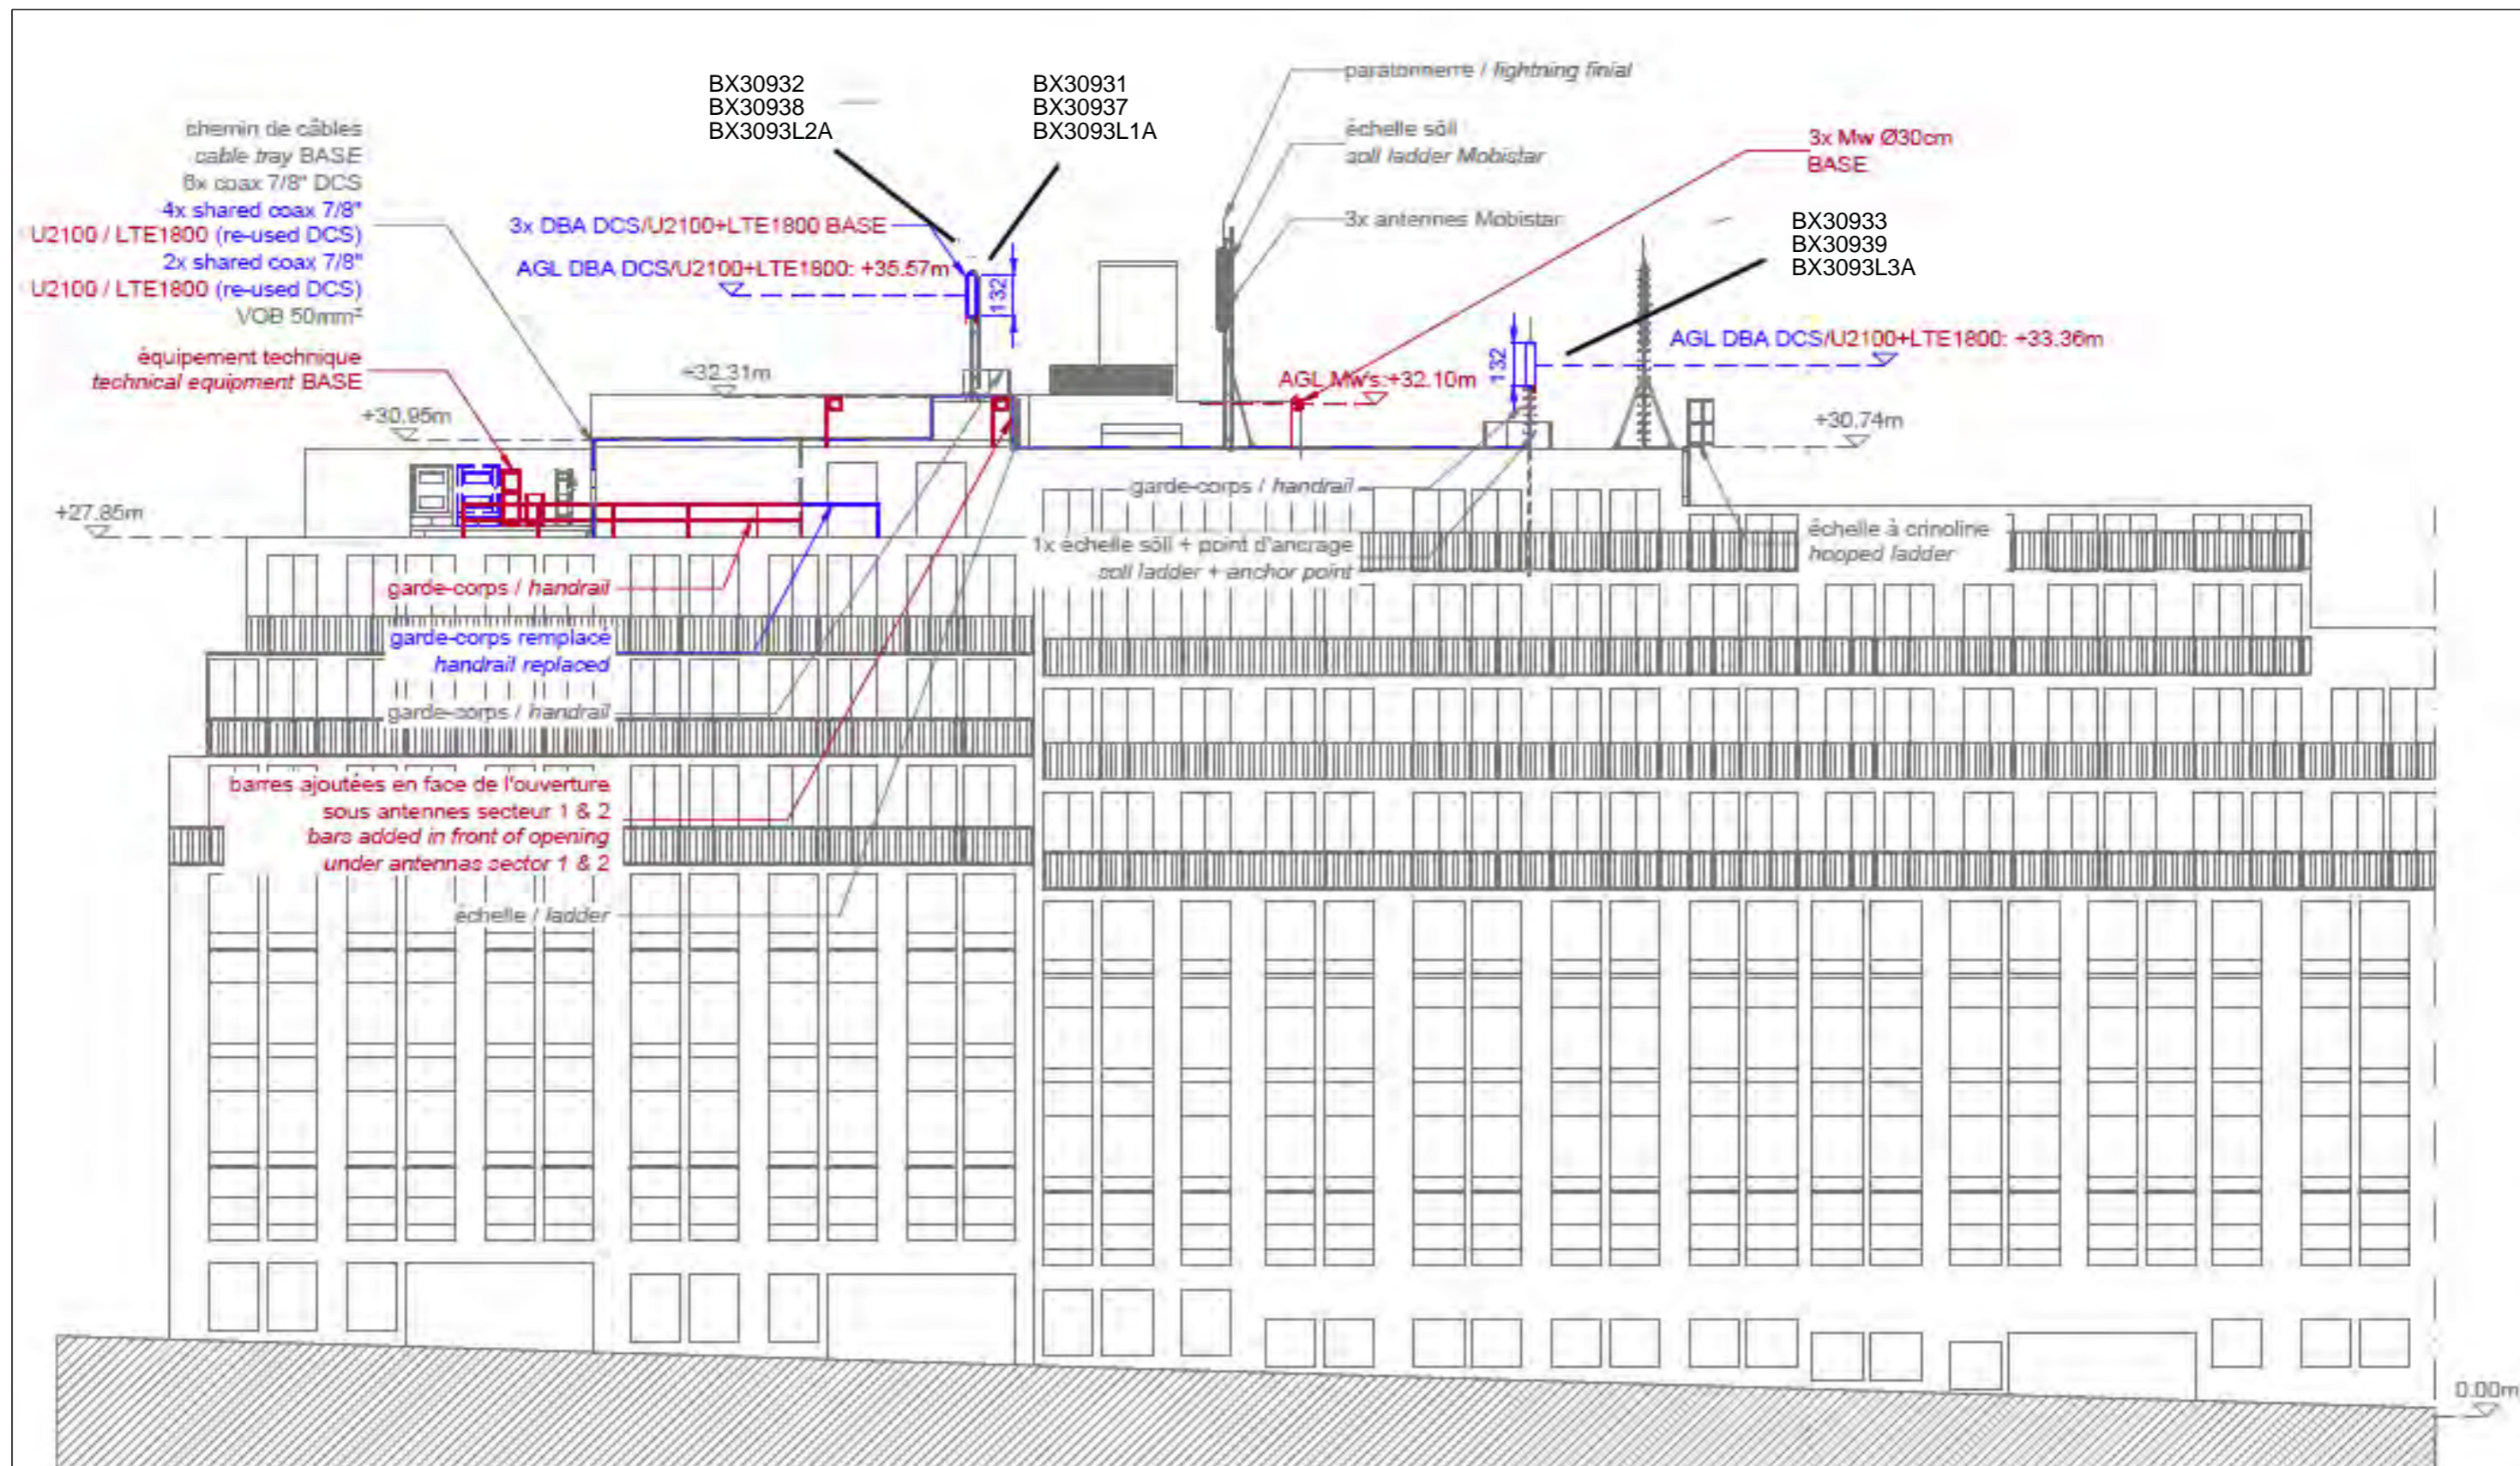 BX30932
BX30938
BX3093L2A
BX30931
BX30937
BX3093L1A
paratonnerre / lightning finial
échelle söll
soll ladder Mobistar
3x antennes Mobistar
3x Mw Ø30cm
BASE
BX30933
BX30939
BX3093L3A
chemin de câbles
cable tray BASE
6x coax 7/8" DCS
4x shared coax 7/8"
U2100 / LTE1800 (re-used DCS)
2x shared coax 7/8"
U2100 / LTE1800 (re-used DCS)
VOB 50mm²
équipement technique
technical equipment BASE
3x DBA DCS/U2100+LTE1800 BASE
AGL DBA DCS/U2100+LTE1800: +35.57m
132
AGL DBA DCS/U2100+LTE1800: +33.36m
132
AGL Mw's: +32.10m
+32.31m
+30.95m
+30.74m
+27.85m
garde-corps / handrail
1x échelle söll + point d'ancrage
soll ladder + anchor point
échelle à crinoline
hooped ladder
garde-corps / handrail
garde-corps remplacé
handrail replaced
garde-corps / handrail
barres ajoutées en face de l'ouverture
sous antennes secteur 1 & 2
bars added in front of opening
under antennas sector 1 & 2
échelle / ladder
0.00m